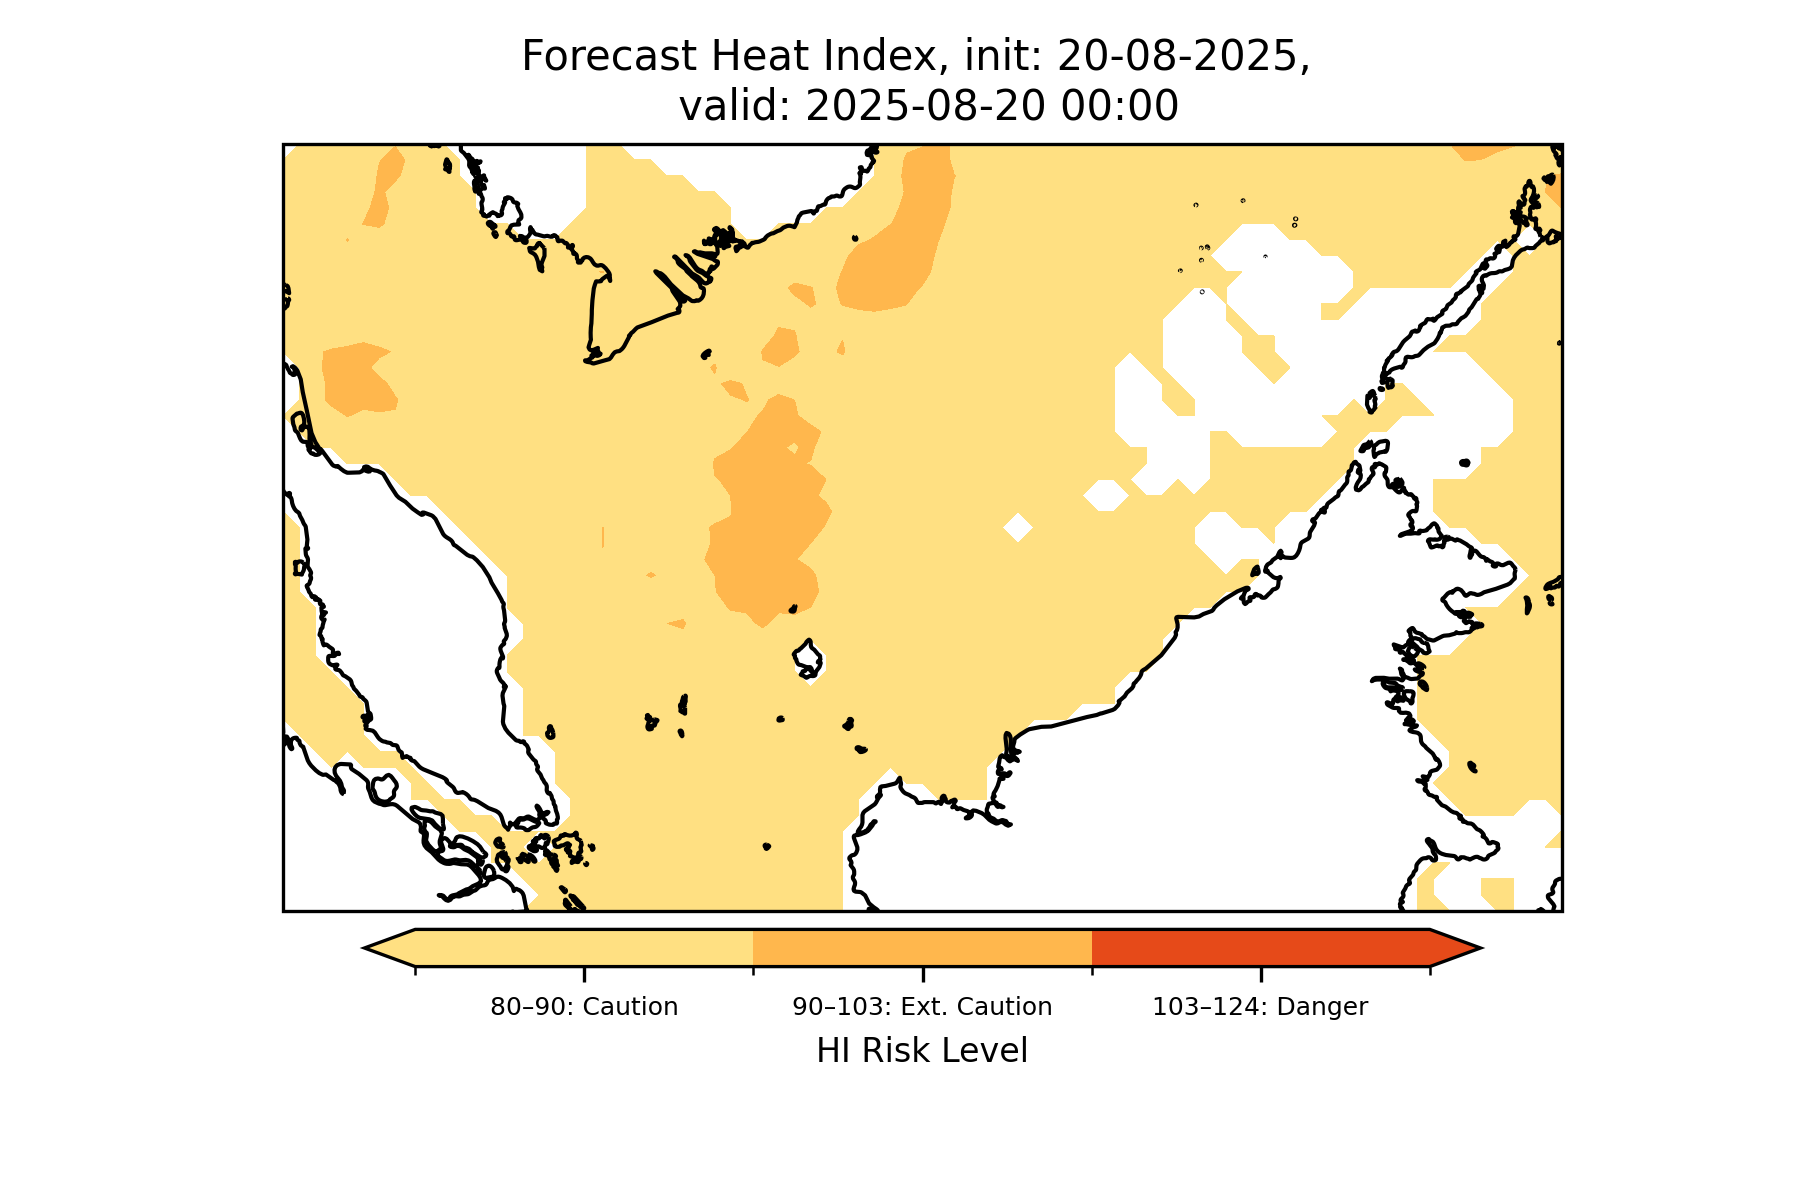 Forecast Heat Index, init: 20-08-2025,
valid: 2025-08-20 00:00
80–90: Caution
90–103: Ext. Caution
103–124: Danger
HI Risk Level